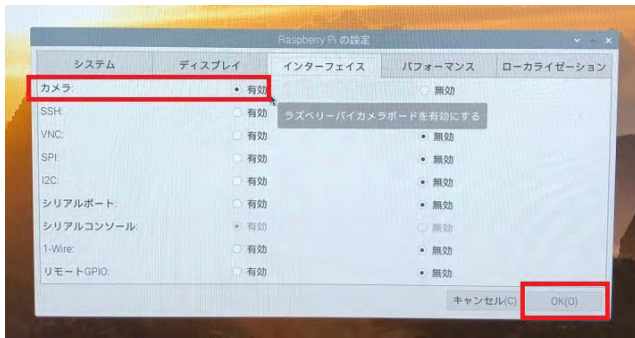 Raspberry Pi の設定
システム ディスプレイ インターフェイス パフォーマンス ローカライゼーション
カメラ: 有効 無効
SSH: 有効
ラズベリーパイカメラボードを有効にする
VNC: 有効 無効
SPI: 有効 無効
I2C: 有効 無効
シリアルポート: 有効 無効
シリアルコンソール: 有効 無効
1-Wire: 有効 無効
リモートGPIO: 有効 無効
キャンセル(C) OK(O)